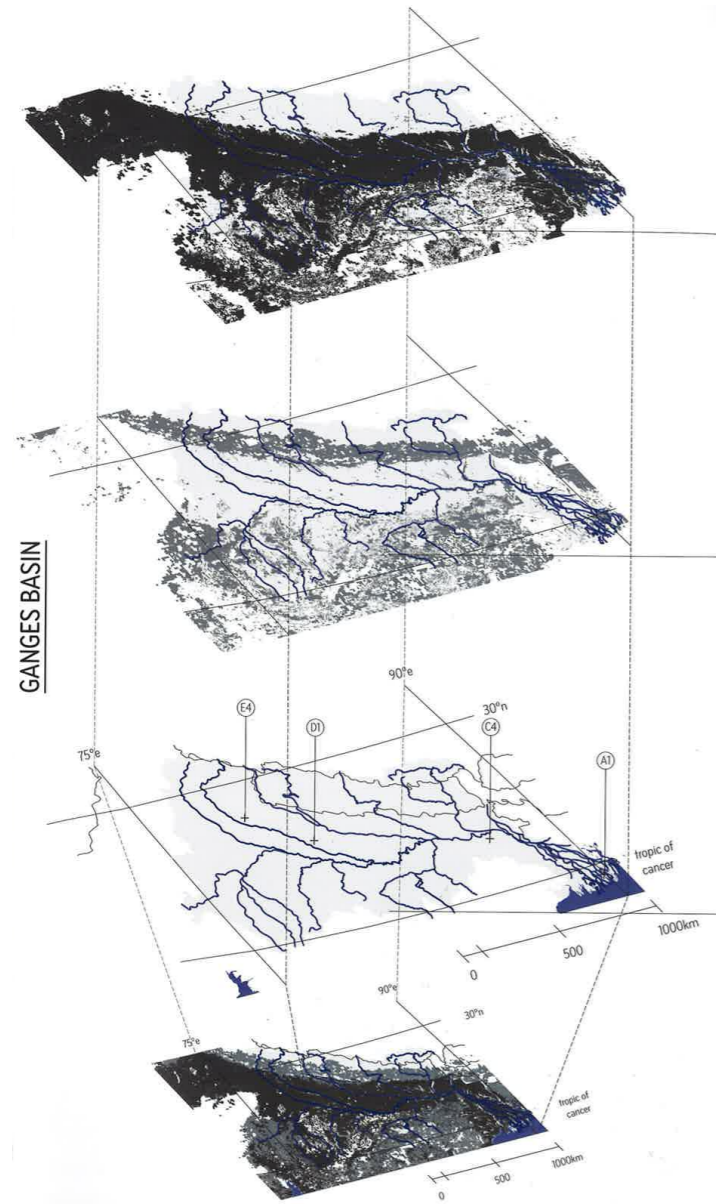 GANGES BASIN
90°e
30°n
75°e
E4
D1
C4
A1
tropic of
cancer
0
500
1000km
90°e
30°n
75°e
tropic of
cancer
0
500
1000km